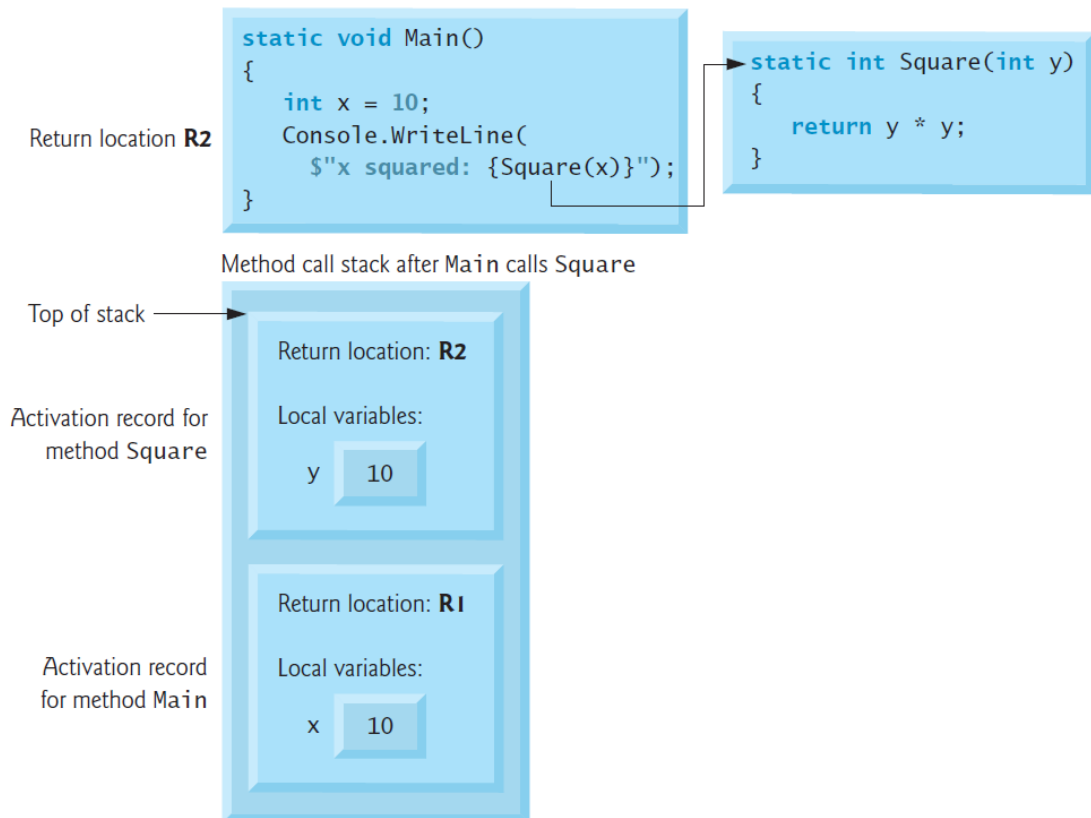 static void Main()
{
int x = 10;
Return location R2
Console.WriteLine(
$"x squared: {Square(x)}");
}
static int Square(int y)
{
return y * y;
}
Method call stack after Main calls Square
Top of stack
Return location: R2
Activation record for
method Square
Local variables:
y 10
Return location: R1
Activation record
for method Main
Local variables:
x 10